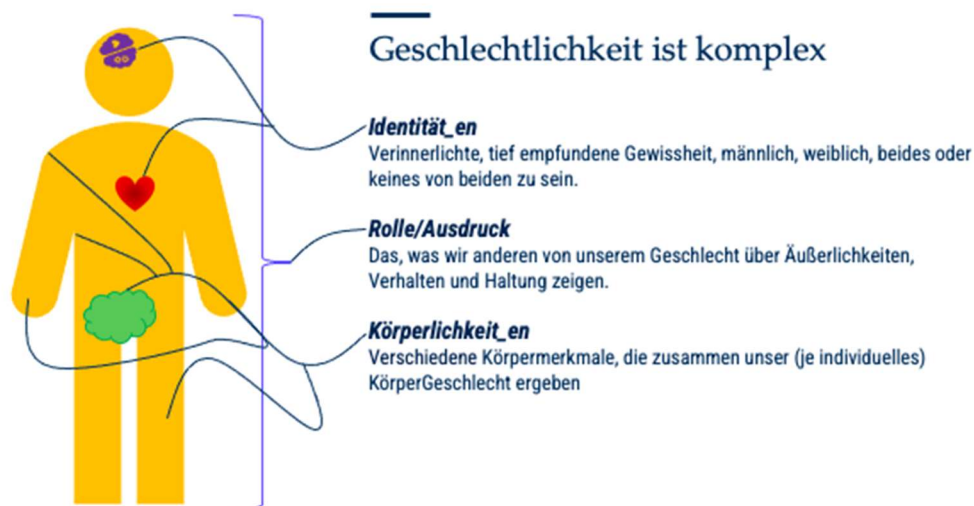 Geschlechtlichkeit ist komplex
Identität_en
Verinnerlichte, tief empfundene Gewissheit, männlich, weiblich, beides oder
keines von beiden zu sein.
Rolle/Ausdruck
Das, was wir anderen von unserem Geschlecht über Äußerlichkeiten,
Verhalten und Haltung zeigen.
Körperlichkeit_en
Verschiedene Körpermerkmale, die zusammen unser (je individuelles)
KörperGeschlecht ergeben